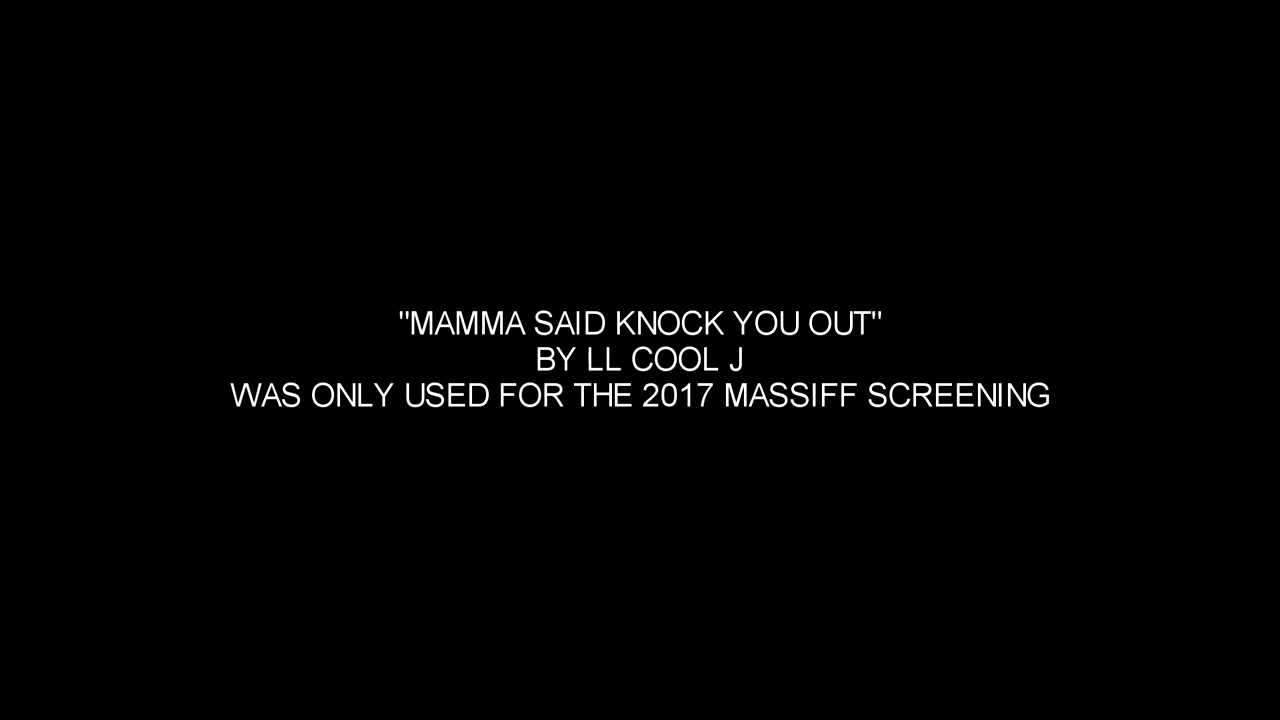 "MAMMA SAID KNOCK YOU OUT"
BY LL COOL J
WAS ONLY USED FOR THE 2017 MASSIFF SCREENING